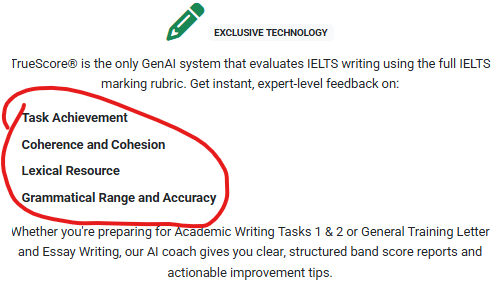 EXCLUSIVE TECHNOLOGY
TrueScore® is the only GenAI system that evaluates IELTS writing using the full IELTS
marking rubric. Get instant, expert-level feedback on:
Task Achievement
Coherence and Cohesion
Lexical Resource
Grammatical Range and Accuracy
Whether you're preparing for Academic Writing Tasks 1 & 2 or General Training Letter
and Essay Writing, our AI coach gives you clear, structured band score reports and
actionable improvement tips.